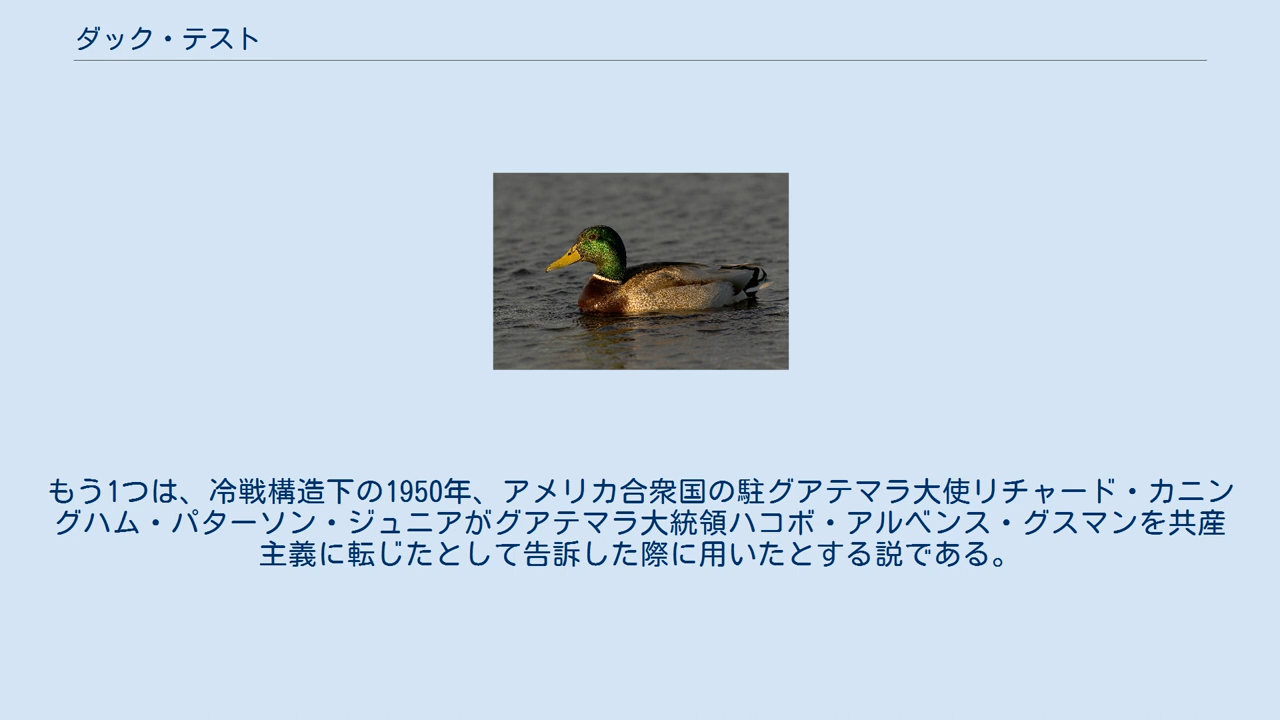 ダック・テスト
もう1つは、冷戦構造下の1950年、アメリカ合衆国の駐グアテマラ大使リチャード・カニン
グハム・パターソン・ジュニアがグアテマラ大統領ハコボ・アルベンス・グスマンを共産
主義に転じたとして告訴した際に用いたとする説である。